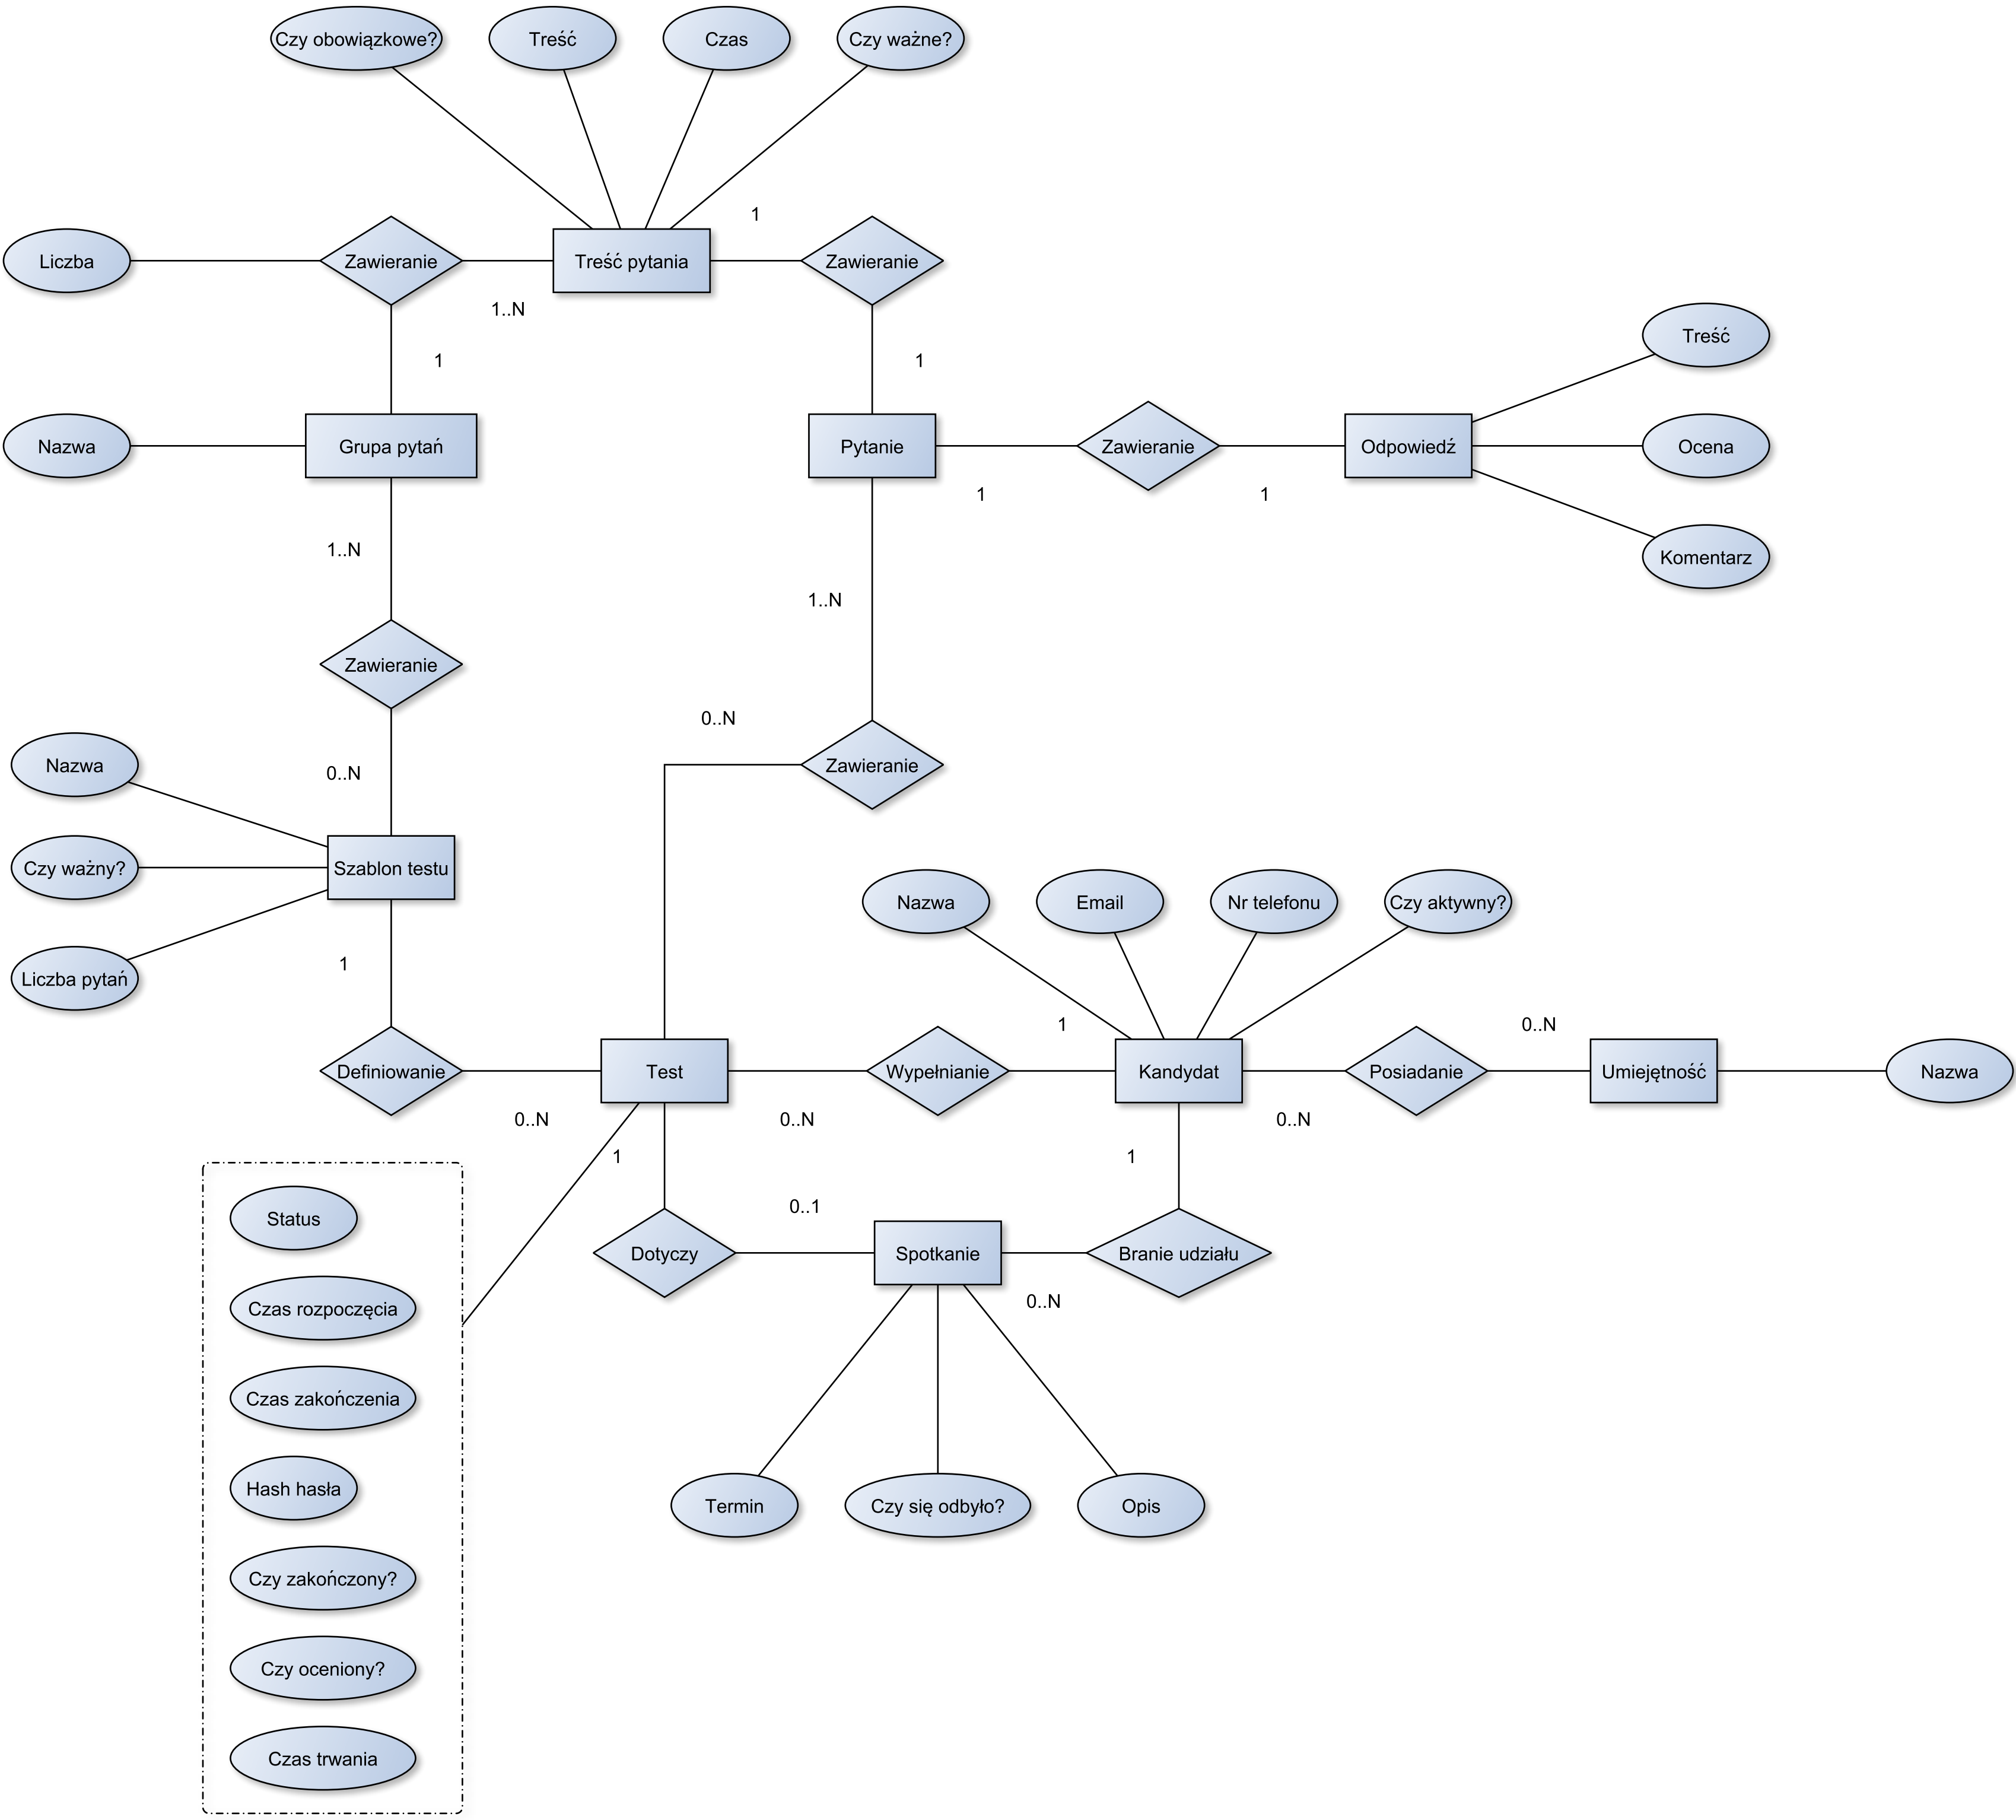 Czy obowiązkowe?
Treść
Czas
Czy ważne?
1
Liczba
Zawieranie
Treść pytania
Zawieranie
1..N
Treść
1
1
Nazwa
Grupa pytań
Pytanie
Zawieranie
Odpowiedź
Ocena
1
1
1..N
Komentarz
1..N
Zawieranie
0..N
Nazwa
0..N
Zawieranie
Czy ważny?
Szablon testu
Nazwa
Email
Nr telefonu
Czy aktywny?
1
Liczba pytań
1
0..N
Definiowanie
Test
Wypełnianie
Kandydat
Posiadanie
Umiejętność
Nazwa
0..N
0..N
0..N
1
1
0..1
Status
Dotyczy
Spotkanie
Branie udziału
0..N
Czas rozpoczęcia
Czas zakończenia
Hash hasła
Termin
Czy się odbyło?
Opis
Czy zakończony?
Czy oceniony?
Czas trwania